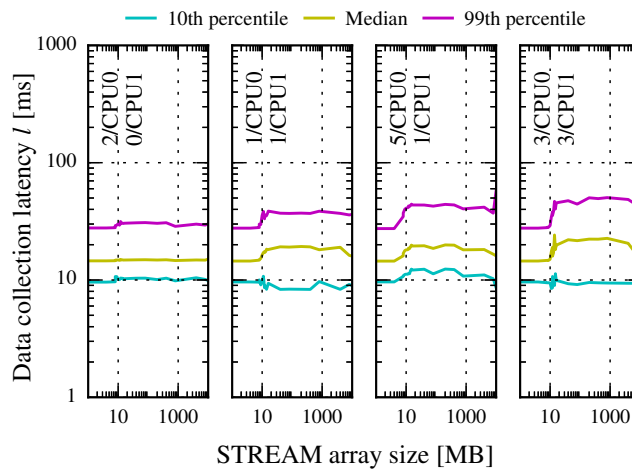 10th percentile Median 99th percentile
Data collection latency l [ms]
1000
100
10
1
2/CPU0
0/CPU1
1/CPU0
1/CPU1
5/CPU0
1/CPU1
3/CPU0
3/CPU1
10 1000 10 1000 10 1000 10 1000
STREAM array size [MB]